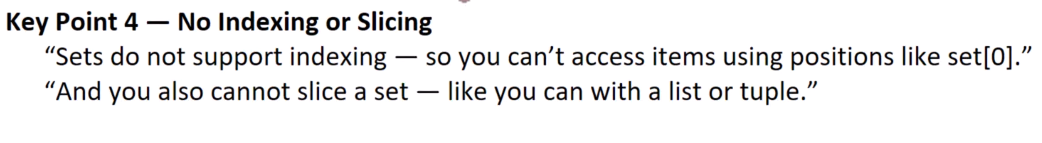 Key Point 4 — No Indexing or Slicing
“Sets do not support indexing — so you can’t access items using positions like set[0].”
“And you also cannot slice a set — like you can with a list or tuple.”